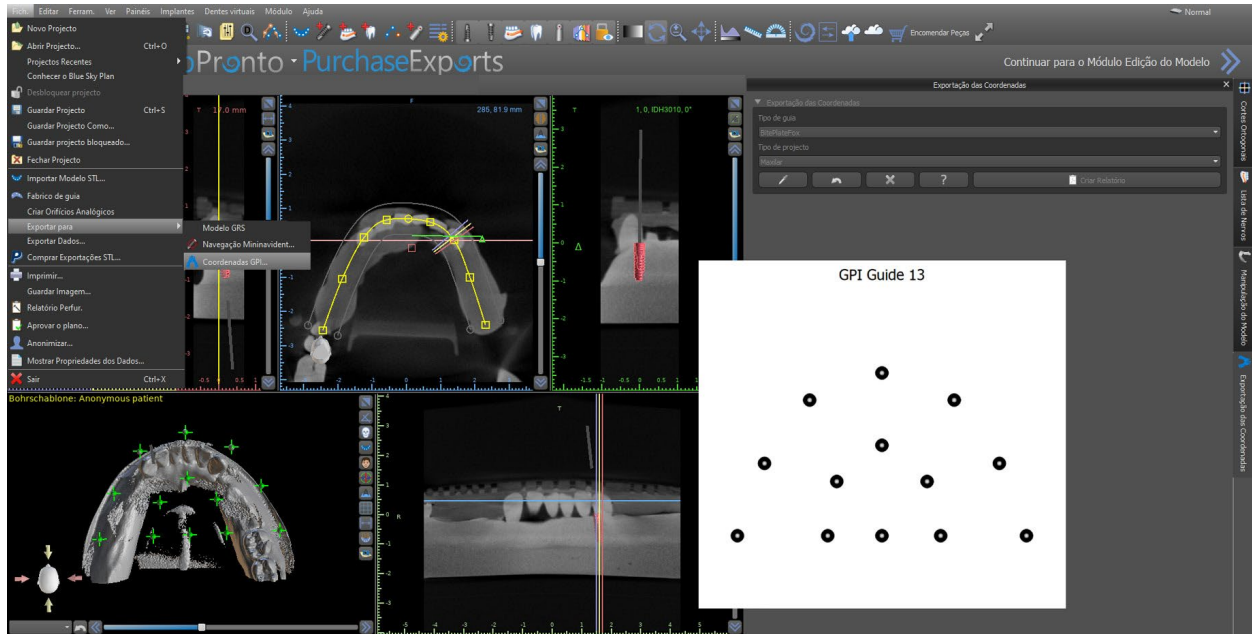 Fich. Editar Ferram. Ver Painéis Implantes Dentes virtuais Módulo Ajuda
Normal
Encomendar Peças
Pronto · PurchaseExports
Continuar para o Módulo Edição do Modelo
Novo Projecto
Abrir Projecto... Ctrl+O
Projectos Recentes
Conhecer o Blue Sky Plan
Desbloquear projecto
Guardar Projecto Ctrl+S
Guardar Projecto Como...
Guardar projecto bloqueado...
Fechar Projecto
Importar Modelo STL...
Fabrico de guia
Criar Orifícios Analógicos
Exportar para
Exportar Dados...
Comprar Exportações STL...
Imprimir...
Guardar Imagem...
Relatório Perfur.
Aprovar o plano...
Anonimizar...
Mostrar Propriedades dos Dados...
Sair Ctrl+X
Modelo GRS
Navegação Mininavident...
Coordenadas GPI...
T 17.0 mm
F
285, 81.9 mm
T
1, 0, IDH3010, 0°
Exportação das Coordenadas
Exportação das Coordenadas
Tipo de guia
BitePlateFox
Tipo de projecto
Maxilar
?
Criar Relatório
Cortes Ortogonais
Lista de Nervos
Manipulação do Modelo
Exportação das Coordenadas
GPI Guide 13
Bohrschablone: Anonymous patient
T
R